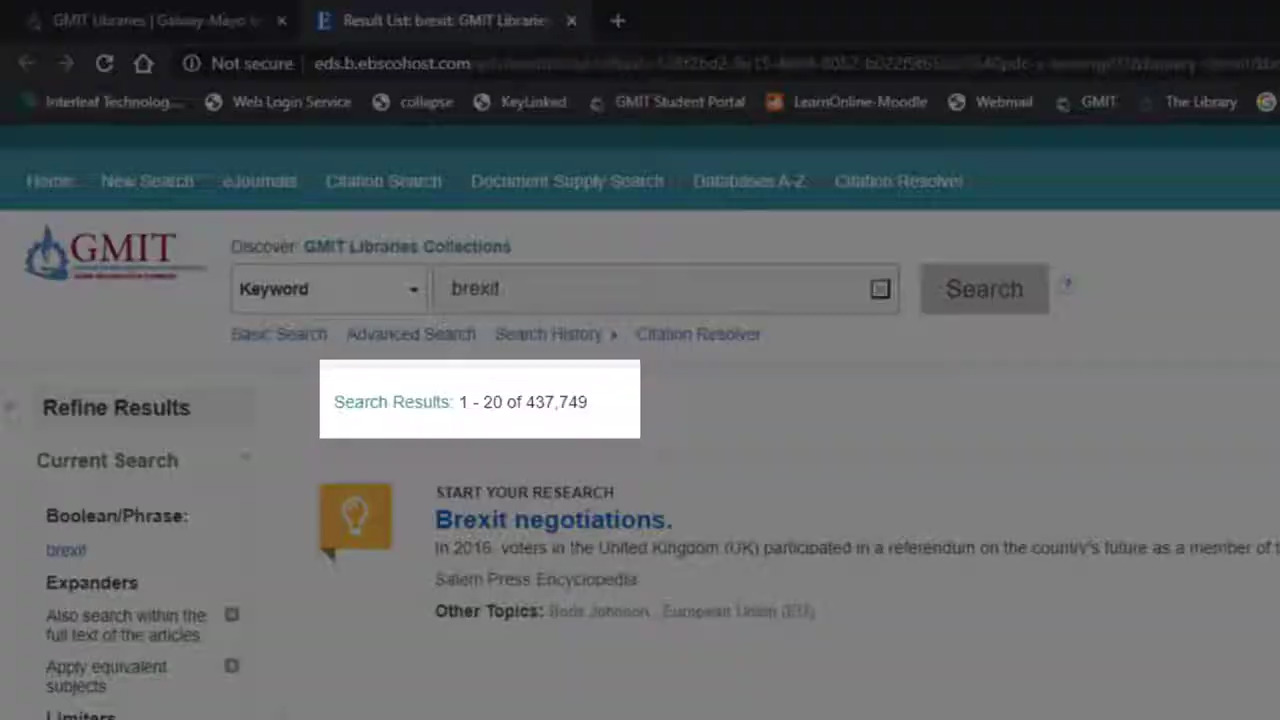 GMIT Libraries | Galway-Mayo
Result List: brexit: GMIT Librarie
Not secure eds.b.ebscohost.com
Interleaf Technolog... Web Login Service collapse KeyLinked GMIT Student Portal LearnOnline-Moodle Webmail GMIT The Library
Home New Search eJournals Citation Search Document Supply Search Databases A-Z Citation Resolver
GMIT
Discover: GMIT Libraries Collections
Keyword brexit Search ?
Basic Search Advanced Search Search History Citation Resolver
Search Results: 1 - 20 of 437,749
Refine Results
Current Search
Boolean/Phrase:
brexit
Expanders
Also search within the
full text of the articles
Apply equivalent
subjects
Limiters
START YOUR RESEARCH
Brexit negotiations.
In 2016, voters in the United Kingdom (UK) participated in a referendum on the country's future as a member of t
Salem Press Encyclopedia
Other Topics: Boris Johnson, European Union (EU)